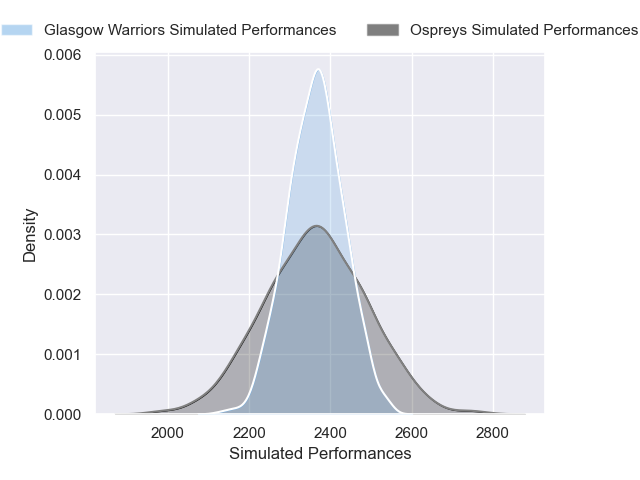 Glasgow Warriors Simulated Performances
Ospreys Simulated Performances
0.006
0.005
0.004
0.003
0.002
0.001
0.000
Density
2000 2200 2400 2600 2800
Simulated Performances